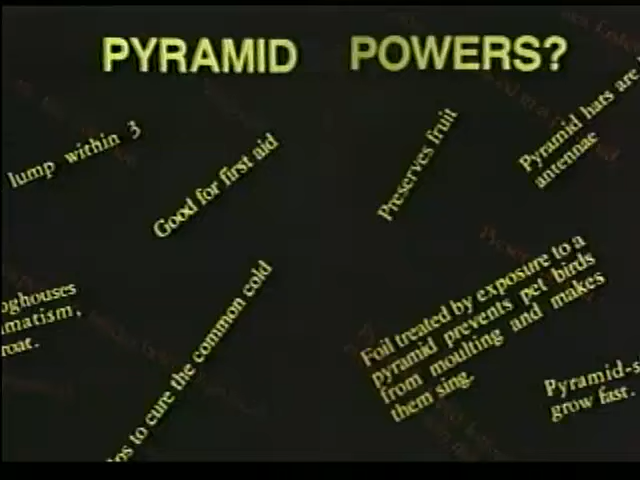 PYRAMID POWERS?
lump within 3
Good for first aid
Preserves fruit
Pyramid hats are
antennae
oghouses
matism,
roat.
os to cure the common cold
Foil treated by exposure to a
pyramid prevents pet birds
from moulting and makes
them sing.
Pyramid-s
grow fast.